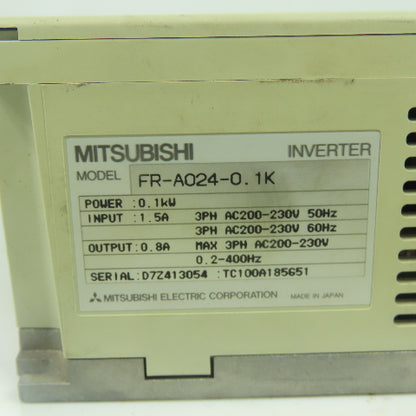 MITSUBISHI INVERTER
MODEL FR-A024-0.1K
POWER :0.1kW
INPUT :1.5A 3PH AC200-230V 50Hz
3PH AC200-230V 60Hz
OUTPUT:0.8A MAX 3PH AC200-230V
0.2-400Hz
SERIAL:D7Z413054 :TC100A185G51
MITSUBISHI ELECTRIC CORPORATION MADE IN JAPAN